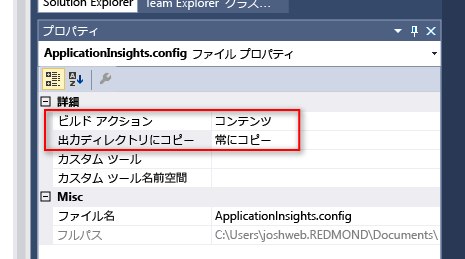 Solution Explorer Team Explorer クラス...
プロパティ
ApplicationInsights.config ファイル プロパティ
詳細
ビルド アクション コンテンツ
出力ディレクトリにコピー 常にコピー
カスタム ツール
カスタム ツール名前空間
Misc
ファイル名 ApplicationInsights.config
フルパス C:\Users\joshweb.REDMOND\Documents\